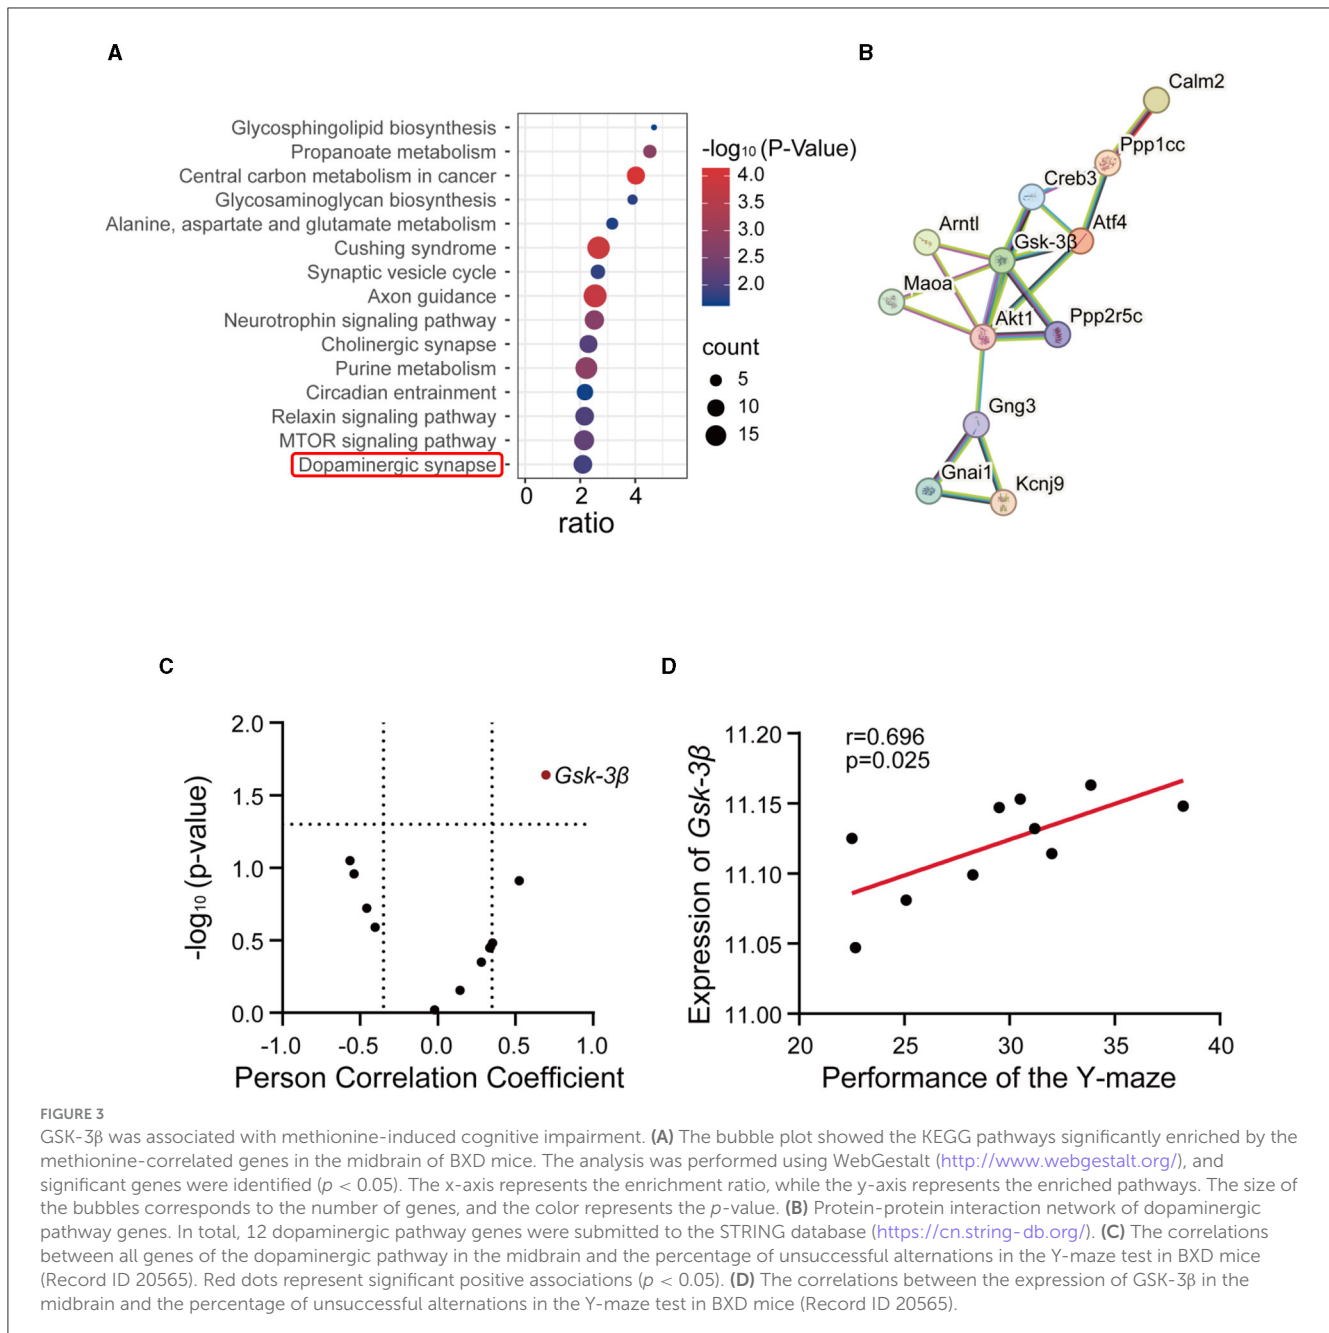 A
Glycosphingolipid biosynthesis
Propanoate metabolism
Central carbon metabolism in cancer
Glycosaminoglycan biosynthesis
Alanine, aspartate and glutamate metabolism
Cushing syndrome
Synaptic vesicle cycle
Axon guidance
Neurotrophin signaling pathway
Cholinergic synapse
Purine metabolism
Circadian entrainment
Relaxin signaling pathway
MTOR signaling pathway
Dopaminergic synapse
0 2 4
ratio
-log₁₀ (P-Value)
4.0
3.5
3.0
2.5
2.0
count
5
10
15
B
Calm2
Ppp1cc
Creb3
Atf4
Arntl
Gsk-3β
Maoa
Akt1
Ppp2r5c
Gng3
Gnai1
Kcnj9
C
2.0
1.5
1.0
0.5
0.0
-log₁₀ (p-value)
Gsk-3β
-1.0 -0.5 0.0 0.5 1.0
Person Correlation Coefficient
D
r=0.696
p=0.025
11.20
11.15
11.10
11.05
11.00
Expression of Gsk-3β
20 25 30 35 40
Performance of the Y-maze
FIGURE 3
GSK-3β was associated with methionine-induced cognitive impairment. (A) The bubble plot showed the KEGG pathways significantly enriched by the
methionine-correlated genes in the midbrain of BXD mice. The analysis was performed using WebGestalt (http://www.webgestalt.org/), and
significant genes were identified (p < 0.05). The x-axis represents the enrichment ratio, while the y-axis represents the enriched pathways. The size of
the bubbles corresponds to the number of genes, and the color represents the p-value. (B) Protein-protein interaction network of dopaminergic
pathway genes. In total, 12 dopaminergic pathway genes were submitted to the STRING database (https://cn.string-db.org/). (C) The correlations
between all genes of the dopaminergic pathway in the midbrain and the percentage of unsuccessful alternations in the Y-maze test in BXD mice
(Record ID 20565). Red dots represent significant positive associations (p < 0.05). (D) The correlations between the expression of GSK-3β in the
midbrain and the percentage of unsuccessful alternations in the Y-maze test in BXD mice (Record ID 20565).